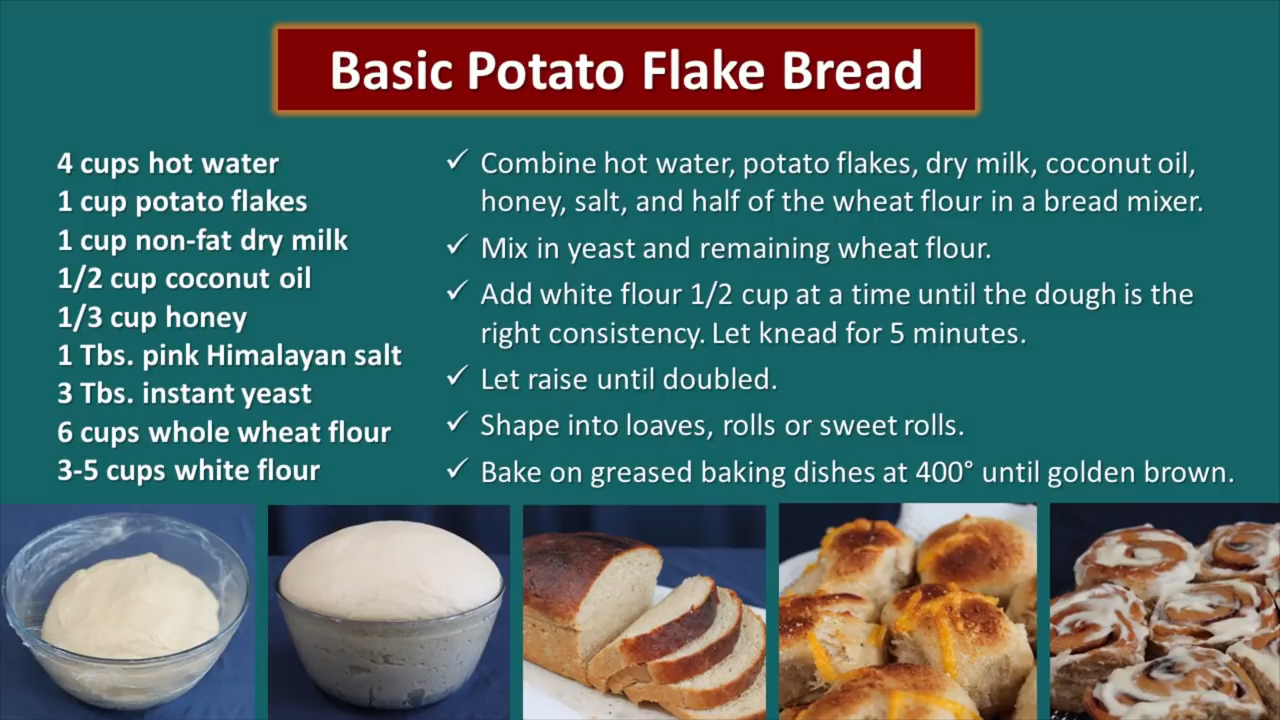 Basic Potato Flake Bread
4 cups hot water
1 cup potato flakes
1 cup non-fat dry milk
1/2 cup coconut oil
1/3 cup honey
1 Tbs. pink Himalayan salt
3 Tbs. instant yeast
6 cups whole wheat flour
3-5 cups white flour
✓ Combine hot water, potato flakes, dry milk, coconut oil,
honey, salt, and half of the wheat flour in a bread mixer.
✓ Mix in yeast and remaining wheat flour.
✓ Add white flour 1/2 cup at a time until the dough is the
right consistency. Let knead for 5 minutes.
✓ Let raise until doubled.
✓ Shape into loaves, rolls or sweet rolls.
✓ Bake on greased baking dishes at 400° until golden brown.